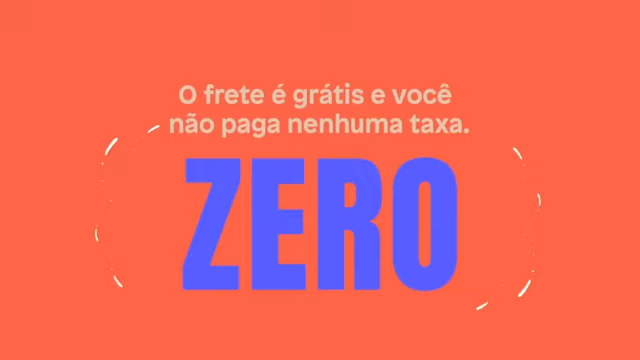 O frete é grátis e você
não paga nenhuma taxa.
ZERO